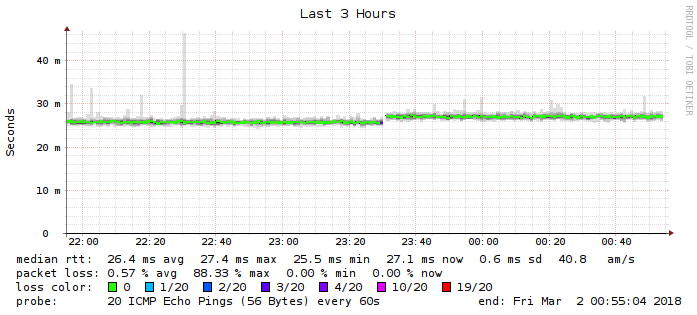 Last 3 Hours
RRDTOOL / TOBI OETIKER
Seconds
40 m
30 m
20 m
10 m
0
22:00 22:20 22:40 23:00 23:20 23:40 00:00 00:20 00:40
median rtt: 26.4 ms avg 27.4 ms max 25.5 ms min 27.1 ms now 0.6 ms sd 40.8 am/s
packet loss: 0.57 % avg 88.33 % max 0.00 % min 0.00 % now
loss color: 0 1/20 2/20 3/20 4/20 10/20 19/20
probe: 20 ICMP Echo Pings (56 Bytes) every 60s end: Fri Mar 2 00:55:04 2018